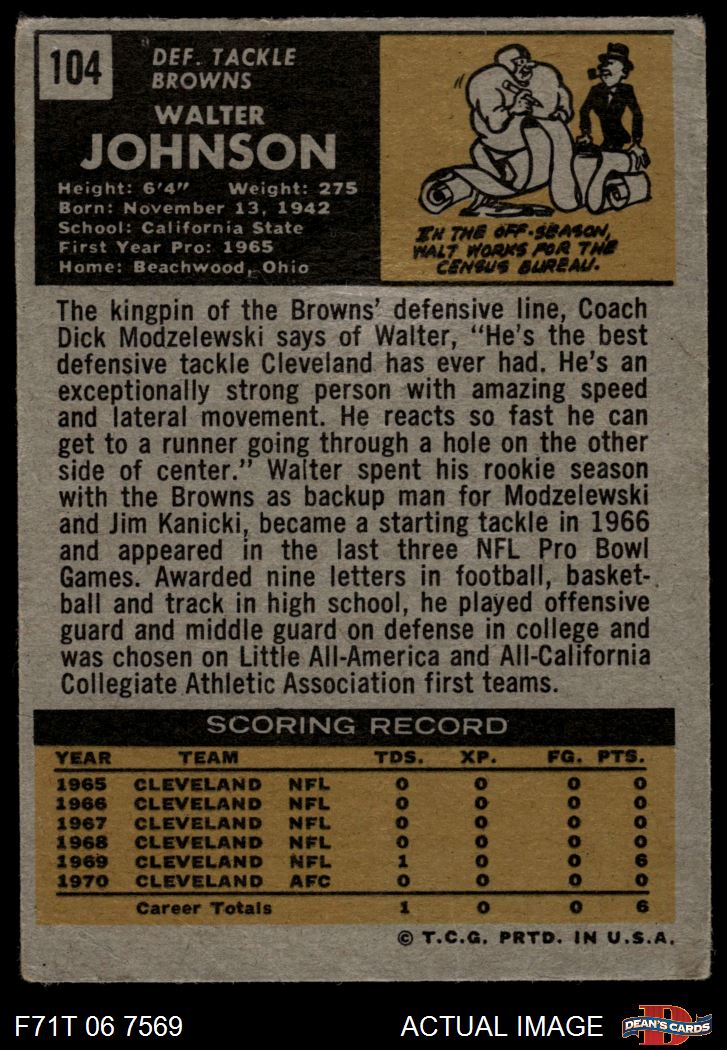 104
DEF. TACKLE
BROWNS
WALTER
JOHNSON
Height: 6'4" Weight: 275
Born: November 13, 1942
School: California State
First Year Pro: 1965
Home: Beachwood, Ohio
IN THE OFF-SEASON,
WALT WORKS FOR THE
CENSUS BUREAU.
The kingpin of the Browns' defensive line, Coach
Dick Modzelewski says of Walter, "He's the best
defensive tackle Cleveland has ever had. He's an
exceptionally strong person with amazing speed
and lateral movement. He reacts so fast he can
get to a runner going through a hole on the other
side of center." Walter spent his rookie season
with the Browns as backup man for Modzelewski
and Jim Kanicki, became a starting tackle in 1966
and appeared in the last three NFL Pro Bowl
Games. Awarded nine letters in football, basket-
ball and track in high school, he played offensive
guard and middle guard on defense in college and
was chosen on Little All-America and All-California
Collegiate Athletic Association first teams.
SCORING RECORD
YEAR TEAM TDS. XP. FG. PTS.
1965 CLEVELAND NFL 0 0 0 0
1966 CLEVELAND NFL 0 0 0 0
1967 CLEVELAND NFL 0 0 0 0
1968 CLEVELAND NFL 0 0 0 0
1969 CLEVELAND NFL 1 0 0 6
1970 CLEVELAND AFC 0 0 0 0
Career Totals 1 0 0 6
© T.C.G. PRTD. IN U.S.A.
F71T 06 7569 ACTUAL IMAGE
D
DEAN'S CARDS